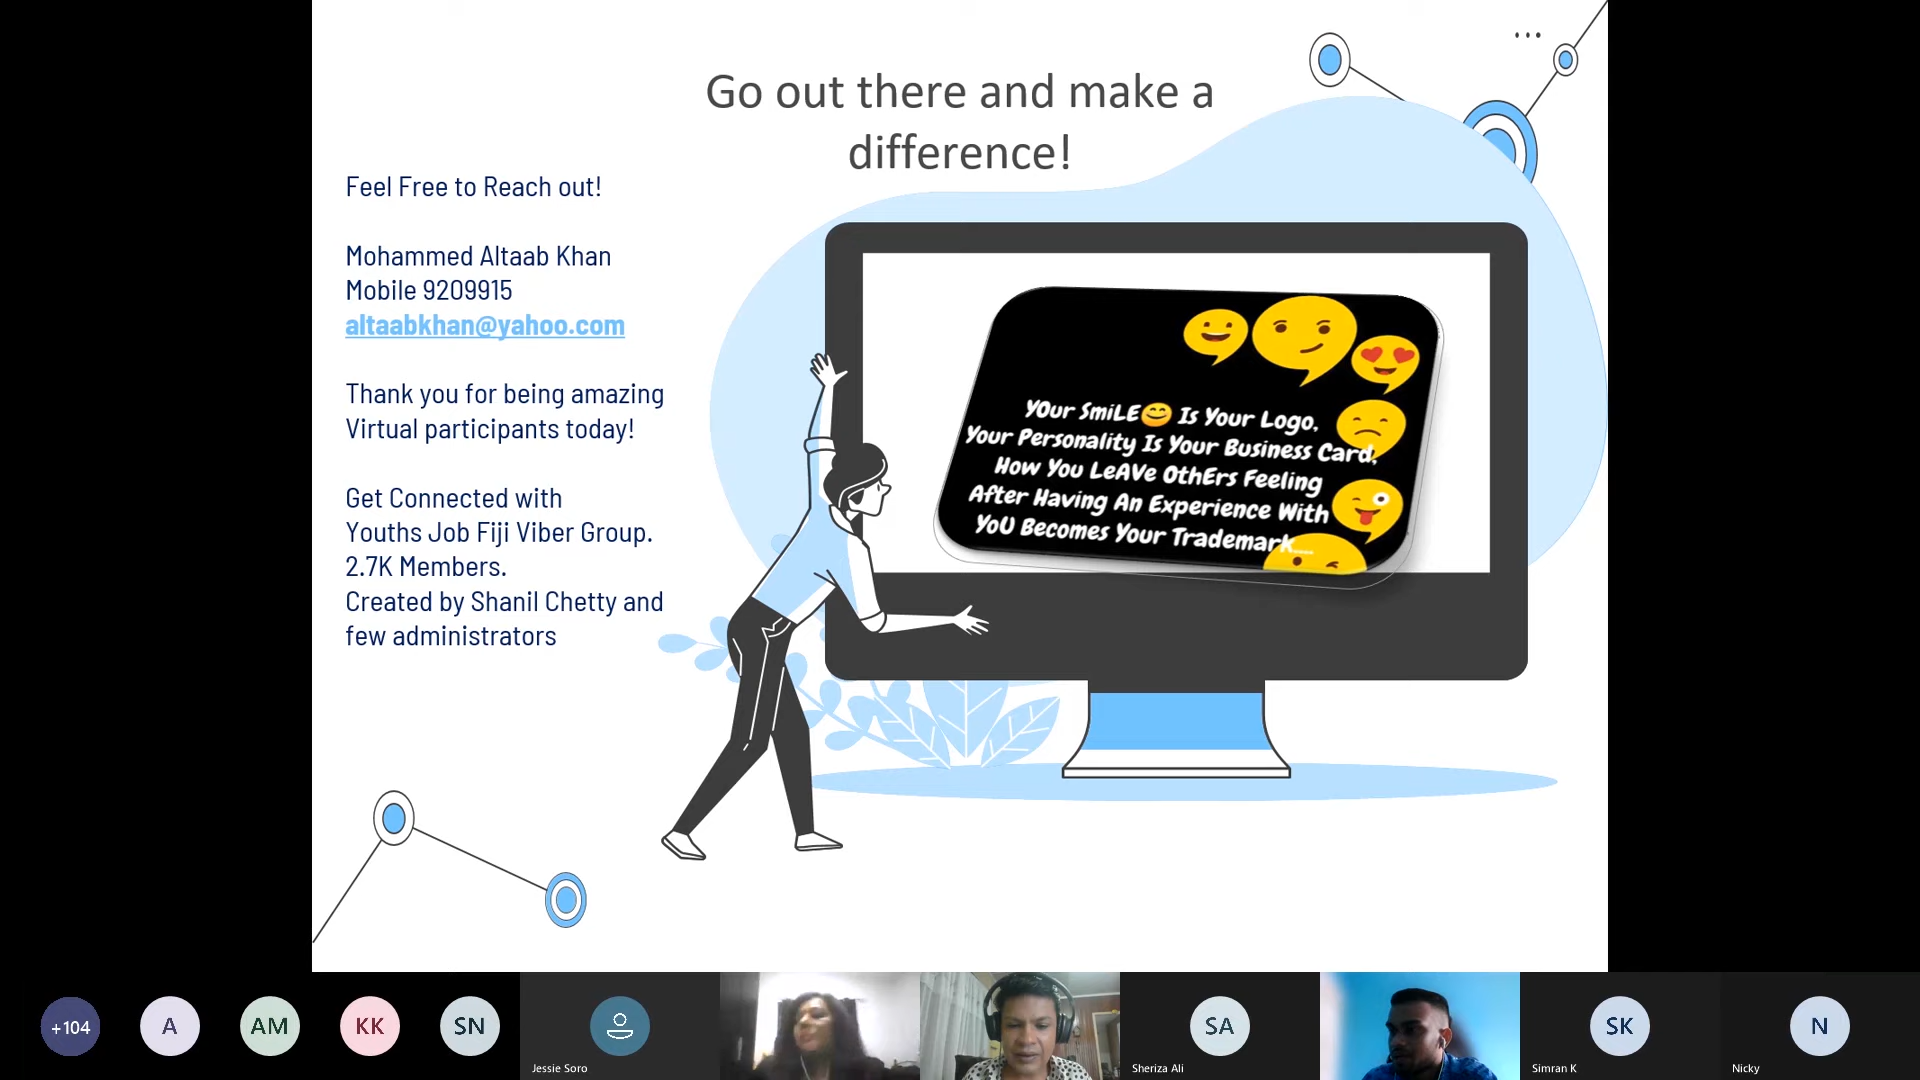 Go out there and make a
difference!
Feel Free to Reach out!
Mohammed Altaab Khan
Mobile 9209915
altaabkhan@yahoo.com
Thank you for being amazing
Virtual participants today!
Get Connected with
Youths Job Fiji Viber Group.
2.7K Members.
Created by Shanil Chetty and
few administrators
YOur SmiLE😊 Is Your Logo,
Your Personality Is Your Business Card,
How You LeAVe OthErs Feeling
After Having An Experience With
YoU Becomes Your Trademark....
+104
A
AM
KK
SN
Jessie Soro
SA
Sheriza Ali
SK
Simran K
N
Nicky